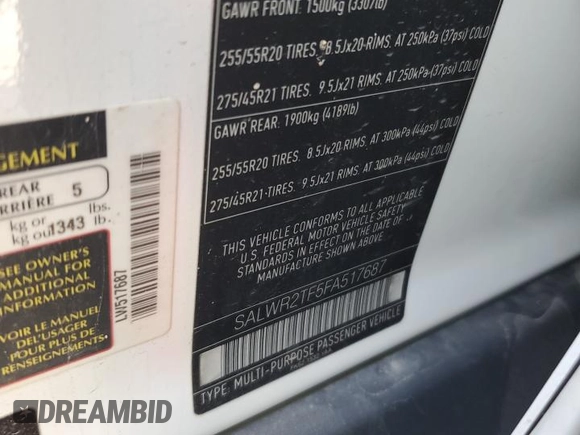 GAWR FRONT. 1500kg (3307lb)
255/55R20 TIRES. 8.5Jx20 RIMS. AT 250kPa (37psi) COLD
275/45R21 TIRES. 9.5Jx21 RIMS. AT 250kPa (37psi) COLD
GAWR REAR. 1900kg (4189lb)
255/55R20 TIRES. 8.5Jx20 RIMS. AT 300kPa (44psi) COLD
275/45R21 TIRES. 9.5Jx21 RIMS. AT 300kPa (44psi) COLD
THIS VEHICLE CONFORMS TO ALL APPLICABLE
U.S. FEDERAL MOTOR VEHICLE SAFETY
STANDARDS IN EFFECT ON THE DATE OF
MANUFACTURE SHOWN ABOVE.
SALWR2TF5FA517687
TYPE: MULTI-PURPOSE PASSENGER VEHICLE
GEMENT
REAR
RRIÈRE 5
kg or lbs.
kg ou 1343 lb.
SEE OWNER'S
MANUAL FOR
ADDITIONAL
LE MANUEL
DEL'USAGER
POUR PLUS DE
RENSEIGNEMENTS.
LV1517687
DREAMBID